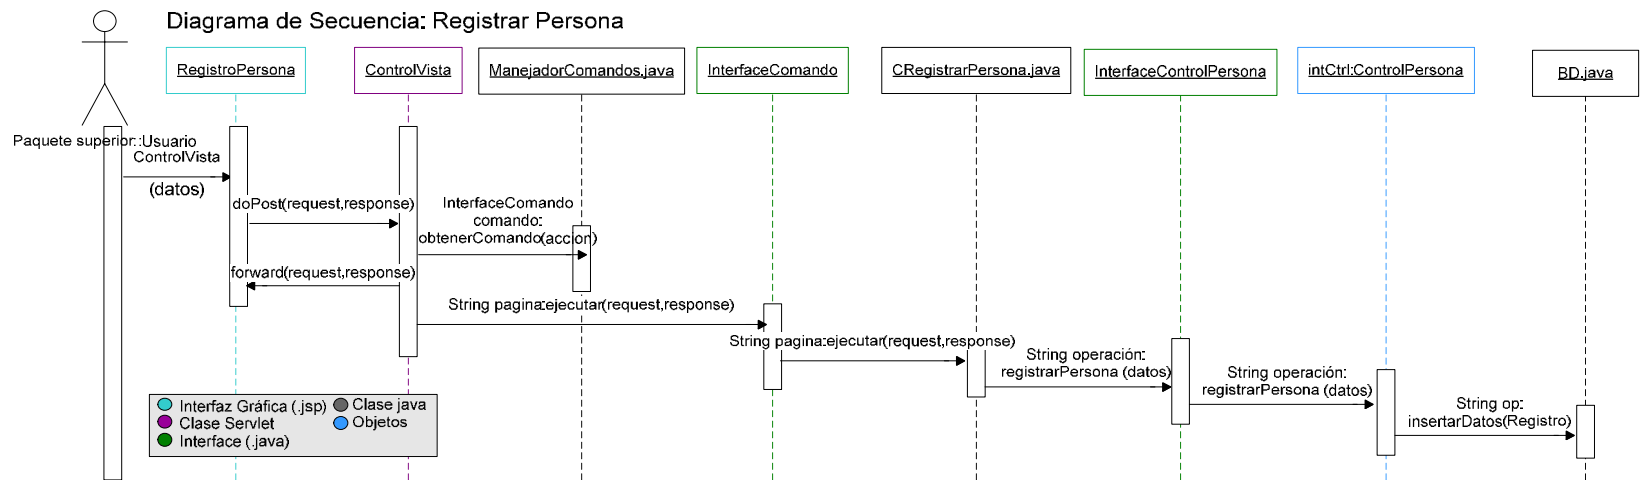 Diagrama de Secuencia: Registrar Persona
RegistroPersona
ControlVista
ManejadorComandos.java
InterfaceComando
CRegistrarPersona.java
InterfaceControlPersona
intCtrl:ControlPersona
BD.java
Paquete superior::Usuario
ControlVista
(datos)
doPost(request,response)
InterfaceComando
comando:
obtenerComando(accion)
forward(request,response)
String pagina:ejecutar(request,response)
String pagina:ejecutar(request,response)
String operación:
registrarPersona (datos)
String operación:
registrarPersona (datos)
String op:
insertarDatos(Registro)
Interfaz Gráfica (.jsp)
Clase java
Clase Servlet
Objetos
Interface (.java)